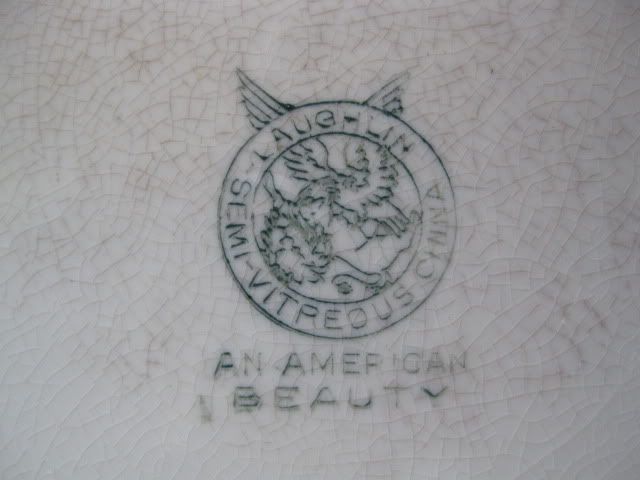 LAUGHLIN
SEMI-VITREOUS CHINA
AN AMERICAN
BEAUTY